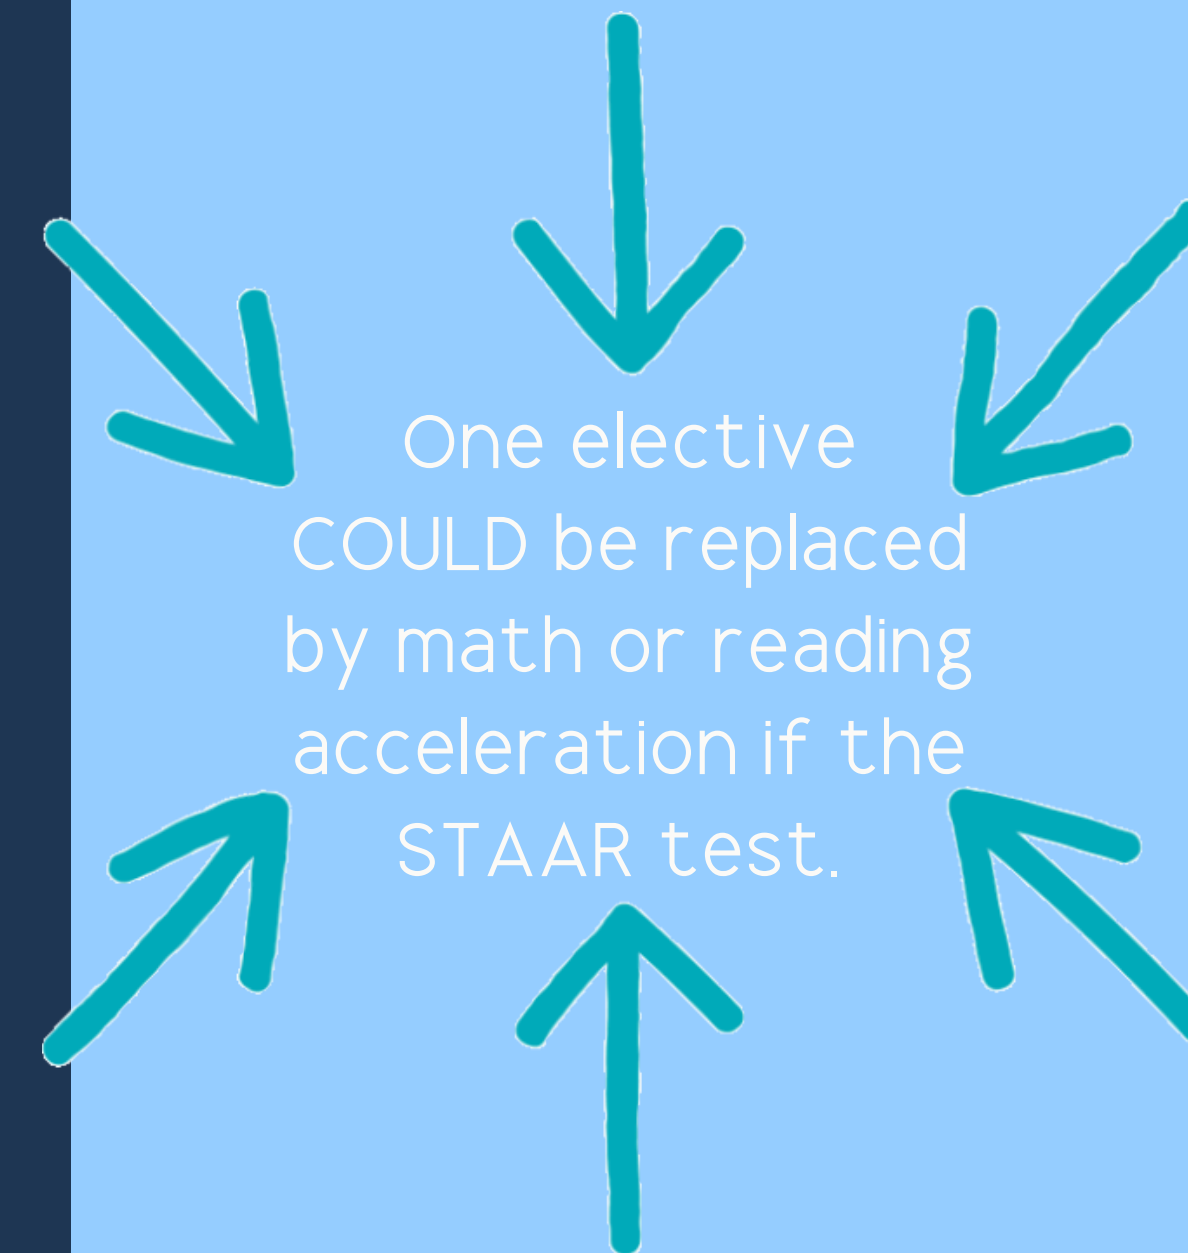 One elective
COULD be replaced
by math or reading
acceleration if the
STAAR test.